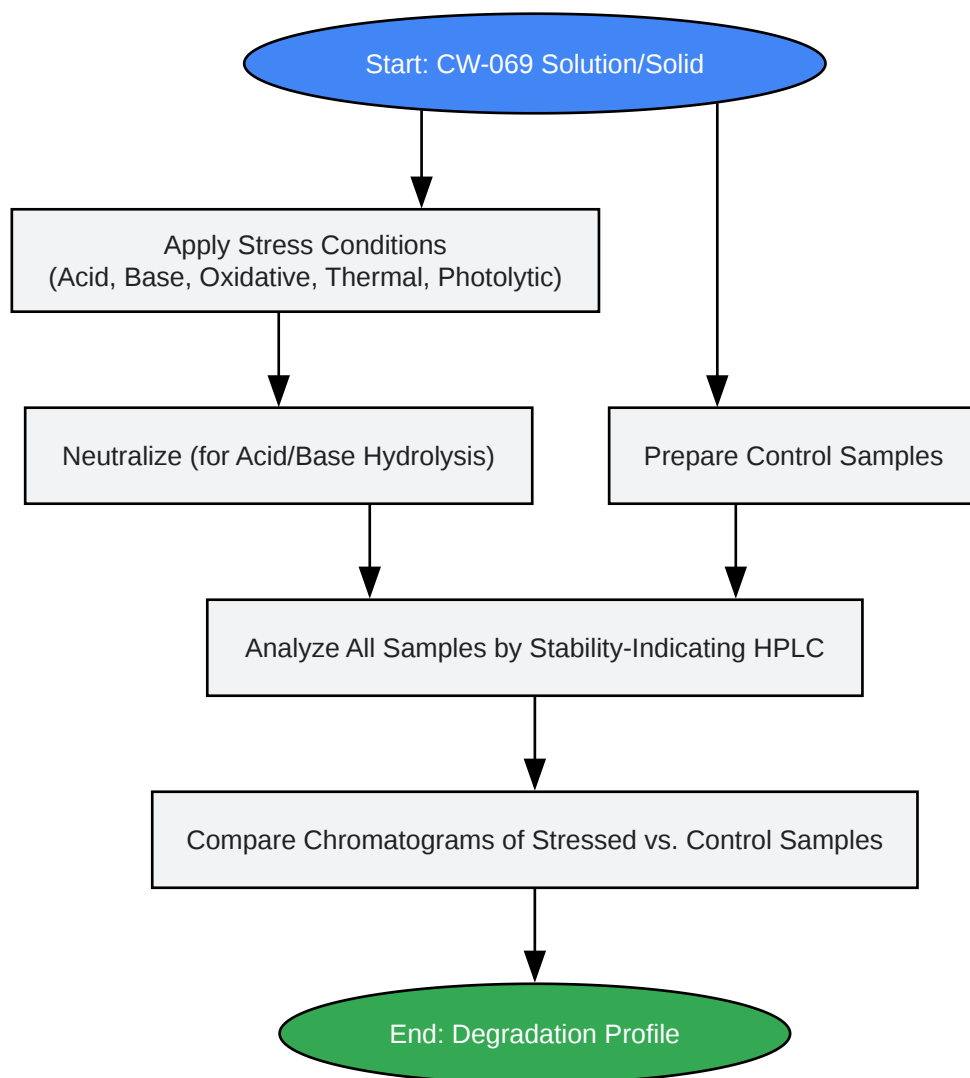 Start: CW-069 Solution/Solid
Apply Stress Conditions
(Acid, Base, Oxidative, Thermal, Photolytic)
Neutralize (for Acid/Base Hydrolysis)
Prepare Control Samples
Analyze All Samples by Stability-Indicating HPLC
Compare Chromatograms of Stressed vs. Control Samples
End: Degradation Profile